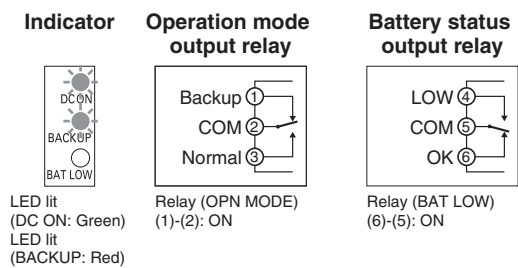 Indicator
Operation mode
output relay
Battery status
output relay
DC ON
BACKUP
BAT LOW
Backup 1
COM 2
Normal 3
LOW 4
COM 5
OK 6
LED lit
(DC ON: Green)
LED lit
(BACKUP: Red)
Relay (OPN MODE)
(1)-(2): ON
Relay (BAT LOW)
(6)-(5): ON